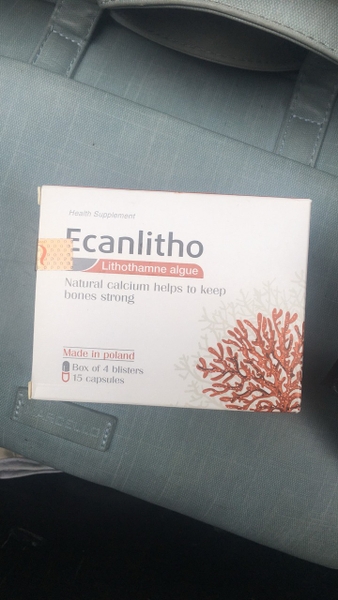 Health Supplement
Ecanlitho
Lithothamne algue
Natural calcium helps to keep
bones strong
Made in poland
Box of 4 blisters
15 capsules